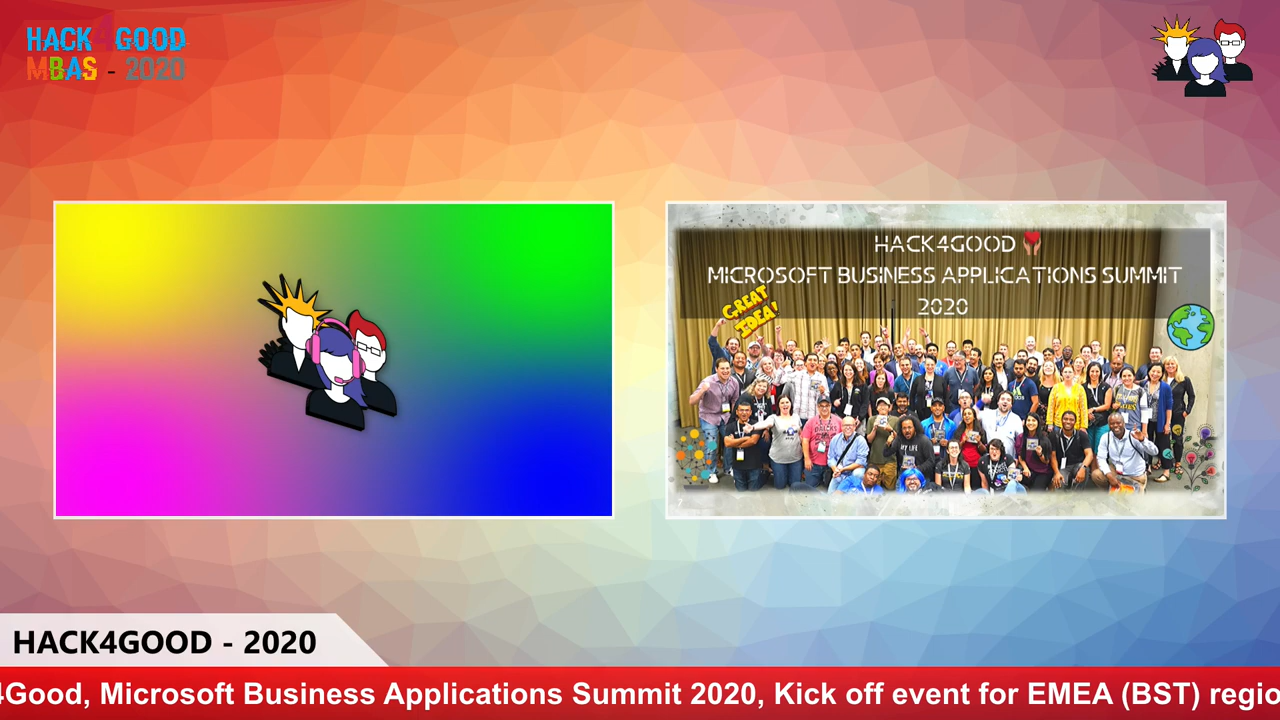 HACK4GOOD
MBAS - 2020
HACK4GOOD
MICROSOFT BUSINESS APPLICATIONS SUMMIT
2020
GREAT
IDEA!
HACK4GOOD - 2020
4Good, Microsoft Business Applications Summit 2020, Kick off event for EMEA (BST) regio